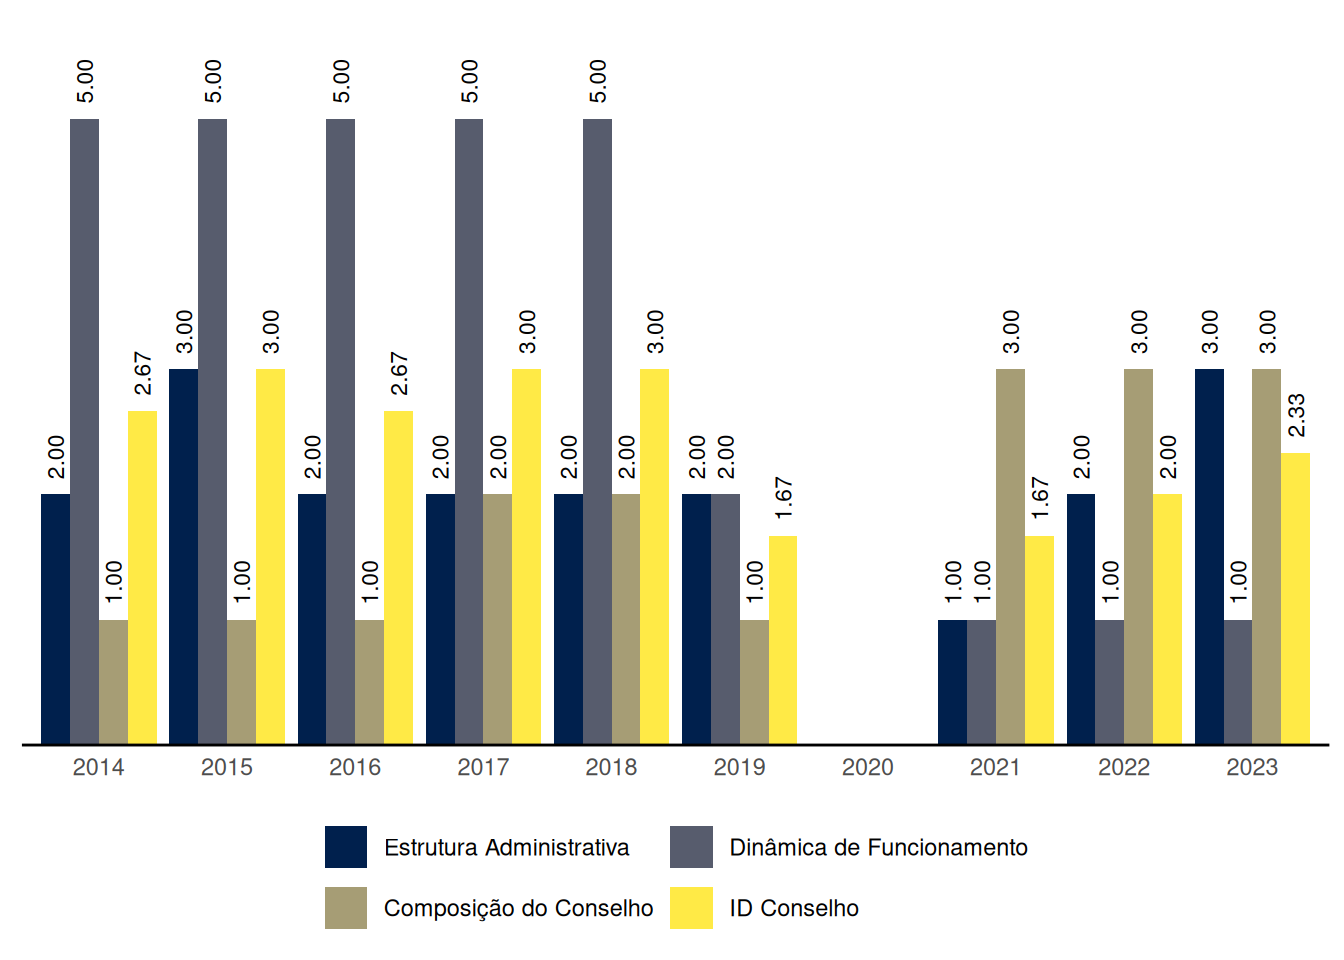 5.00 5.00 5.00 5.00 5.00
3.00 3.00 3.00 3.00 3.00 3.00 3.00 3.00
2.67 2.67 2.33
2.00 2.00 2.00 2.00 2.00 2.00 2.00 2.00 2.00 2.00
1.67 1.67
1.00 1.00 1.00 1.00 1.00 1.00 1.00 1.00
2014 2015 2016 2017 2018 2019 2020 2021 2022 2023
Estrutura Administrativa Dinâmica de Funcionamento
Composição do Conselho ID Conselho